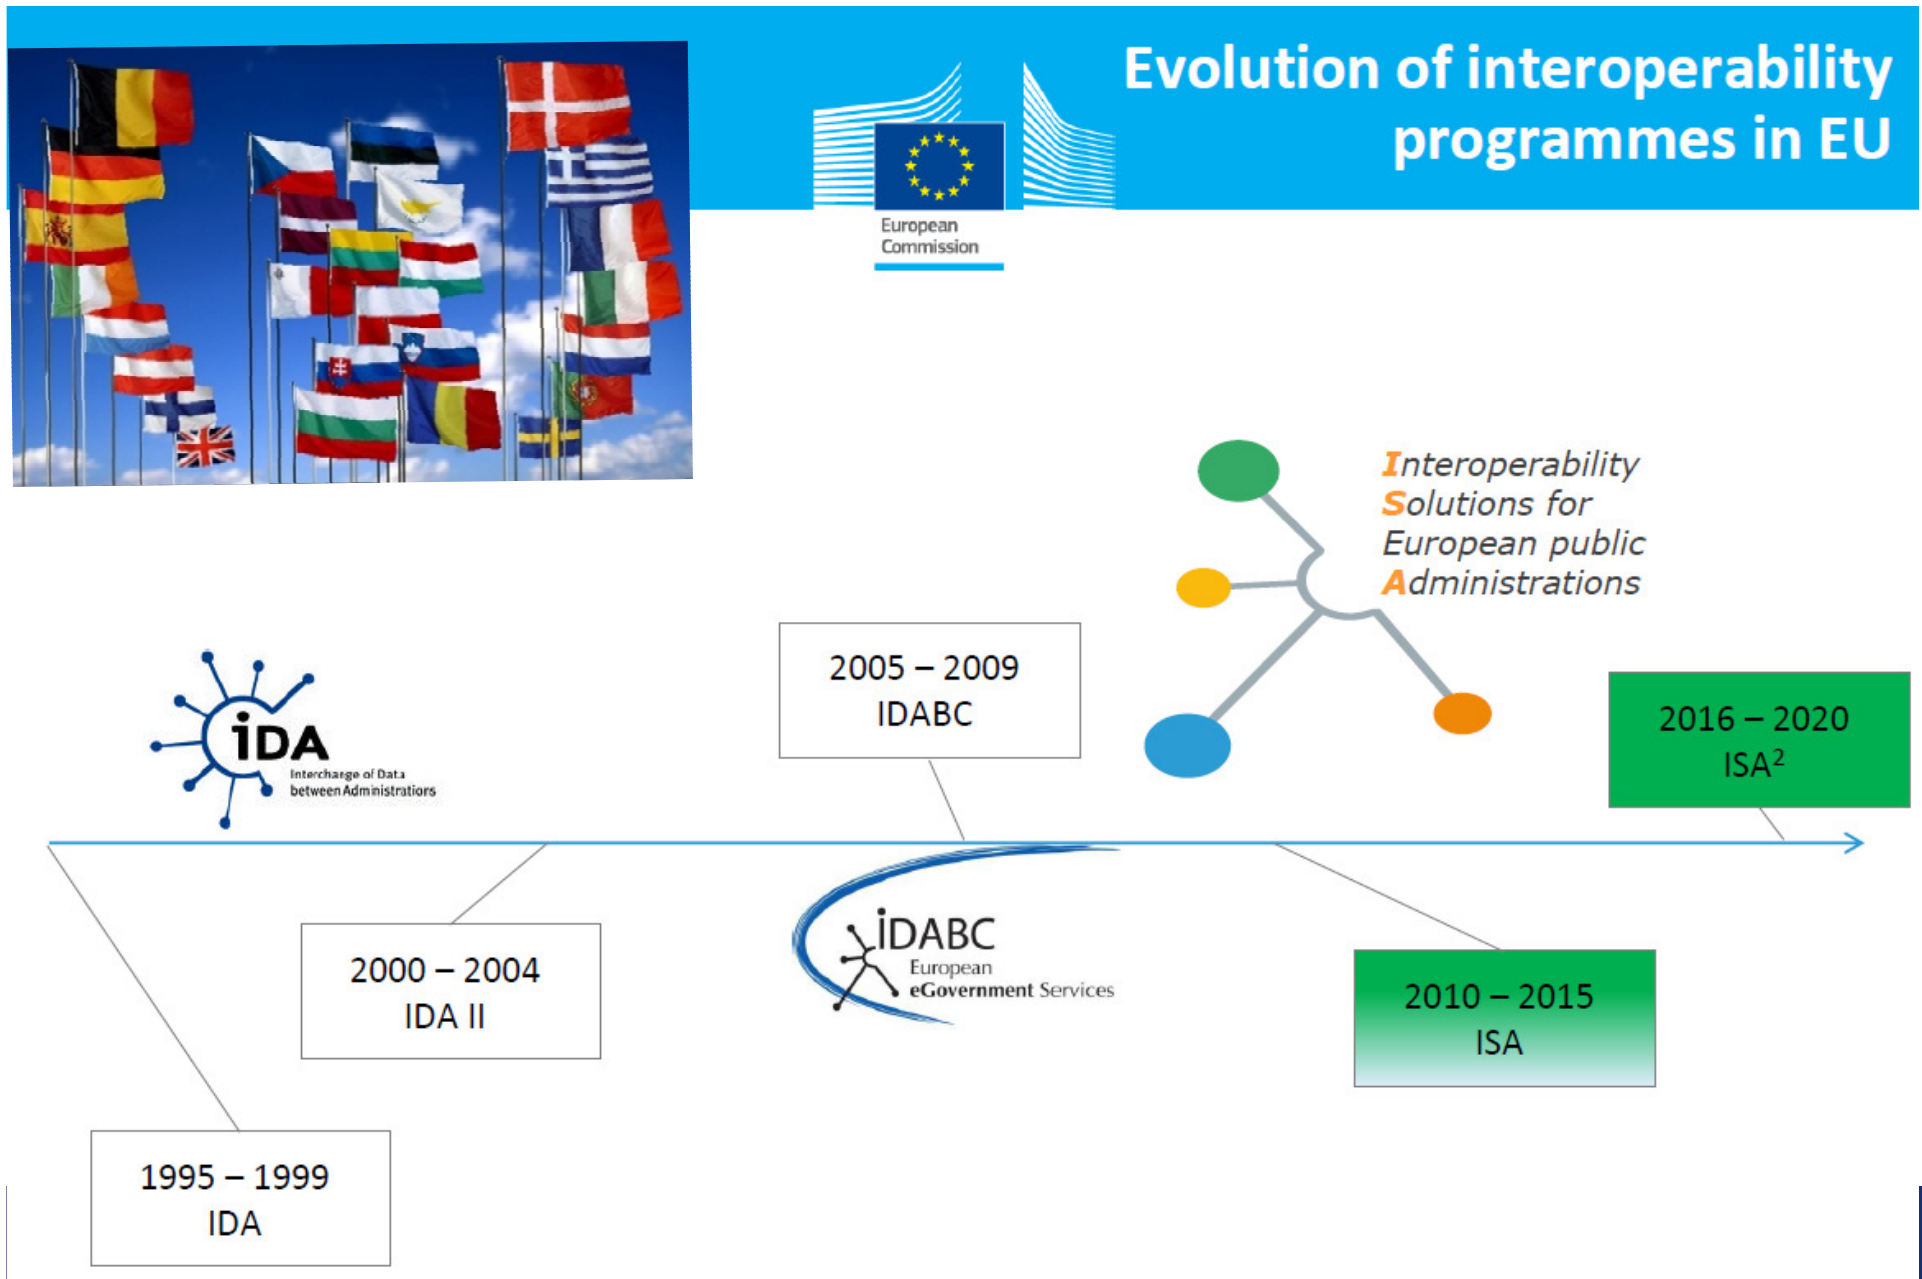 Evolution of interoperability
programmes in EU
European
Commission
Interoperability
Solutions for
European public
Administrations
iDA
Interchange of Data
between Administrations
2005 – 2009
IDABC
2016 – 2020
ISA²
2000 – 2004
IDA II
iDABC
European
eGovernment Services
2010 – 2015
ISA
1995 – 1999
IDA